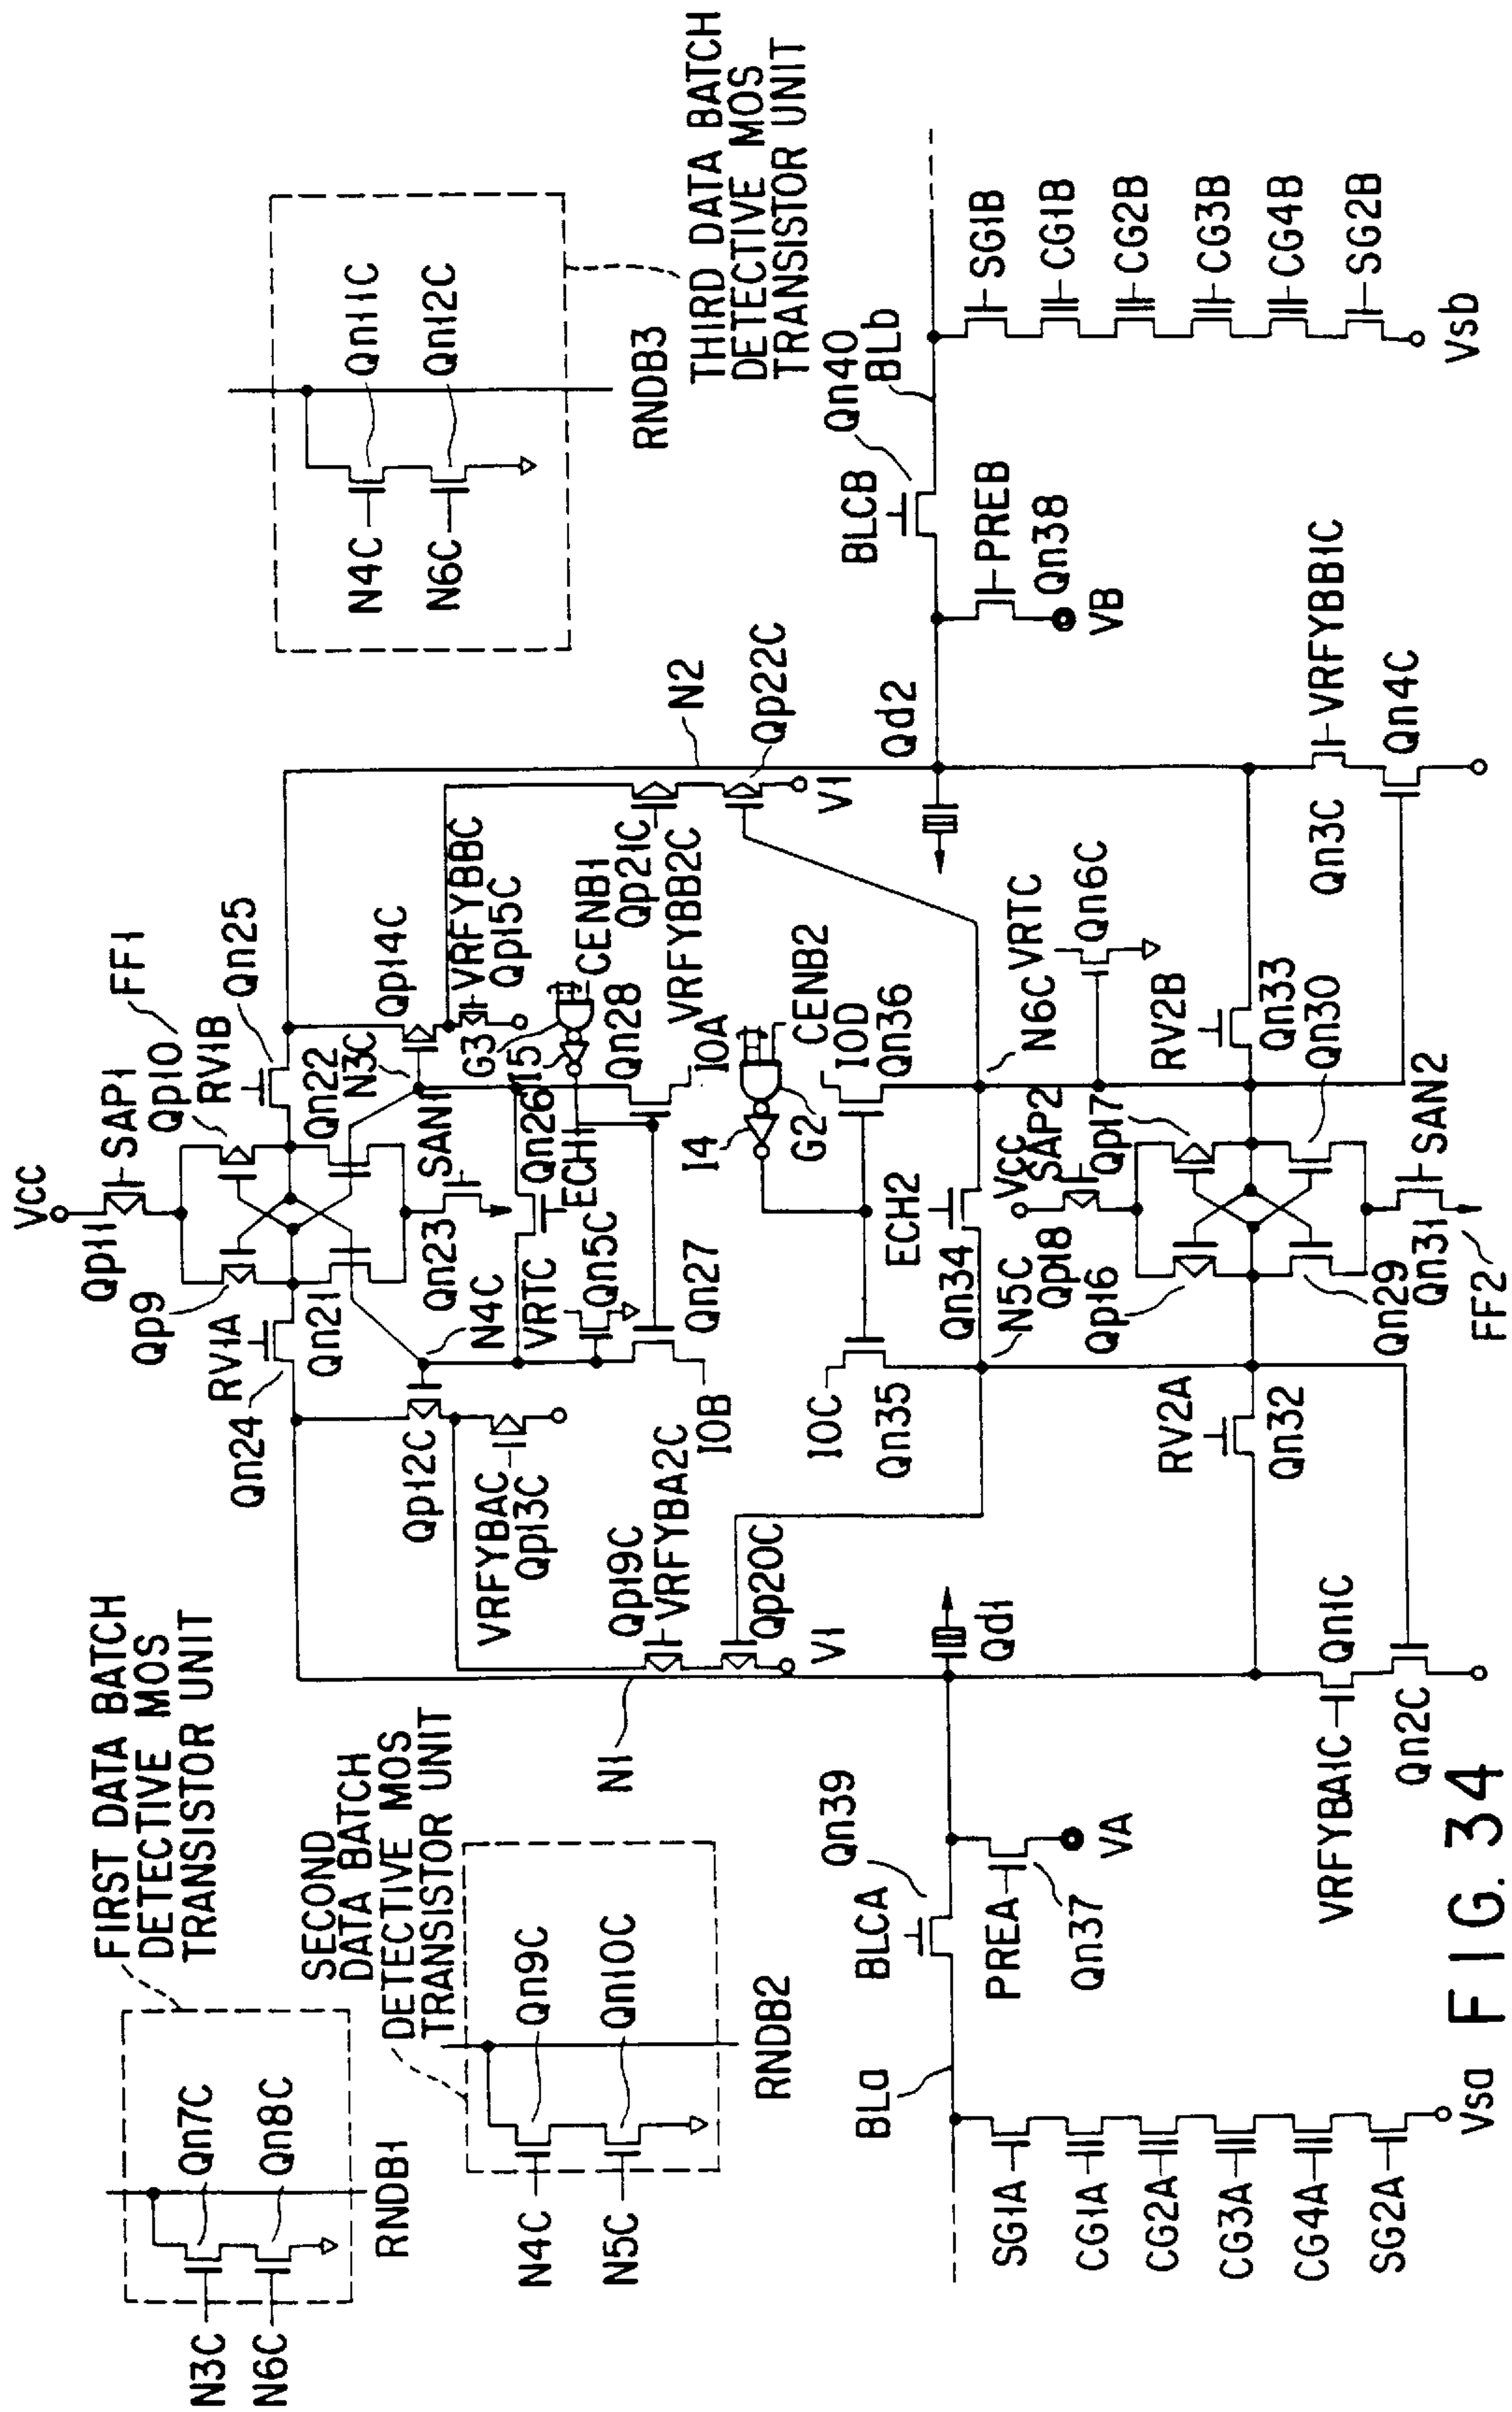 FIRST DATA BATCH
DETECTIVE MOS
TRANSISTOR UNIT
N3C
N6C
Qn7C
Qn8C
RNDB1
SECOND
DATA BATCH
DETECTIVE MOS
TRANSISTOR UNIT
N4C
N5C
Qn9C
Qn10C
RNDB2
THIRD DATA BATCH
DETECTIVE MOS
TRANSISTOR UNIT
N4C
N6C
Qn11C
Qn12C
RNDB3
VCC
Qp11
SAP1
FF1
Qp9
Qp10
RV1A
RV1B
Qn24
Qn25
Qn21
Qn22
N3C
SAN1
Qn23
N4C
Qp12C
Qp14C
VRFYBAC
Qp13C
VRFYBBC
Qp15C
VRTC
Qn5C
Qn26
ECH1
G3
I5
CENB1
Qn27
Qn28
IOB
IOA
Qp19C
VRFYBA2C
Qp20C
V1
Qp21C
VRFYBB2C
Qp22C
V1
N1
N2
I4
G2
CENB2
IOC
Qn35
IOD
Qn36
ECH2
Qn34
N5C
N6C
VRTC
Qn6C
BLa
BLCA
Qn39
PREA
Qn37
VA
Qd1
Qd2
BLCB
Qn40
BLb
PREB
Qn38
VB
SG1A
CG1A
CG2A
CG3A
CG4A
SG2A
Vsa
SG1B
CG1B
CG2B
CG3B
CG4B
SG2B
Vsb
RV2A
Qn32
RV2B
Qn33
VCC
SAP2
Qp18
Qp16
Qp17
Qn29
Qn30
Qn31
SAN2
FF2
VRFYBA1C
Qn1C
Qn2C
Qn3C
VRFYBB1C
Qn4C
FIG. 34